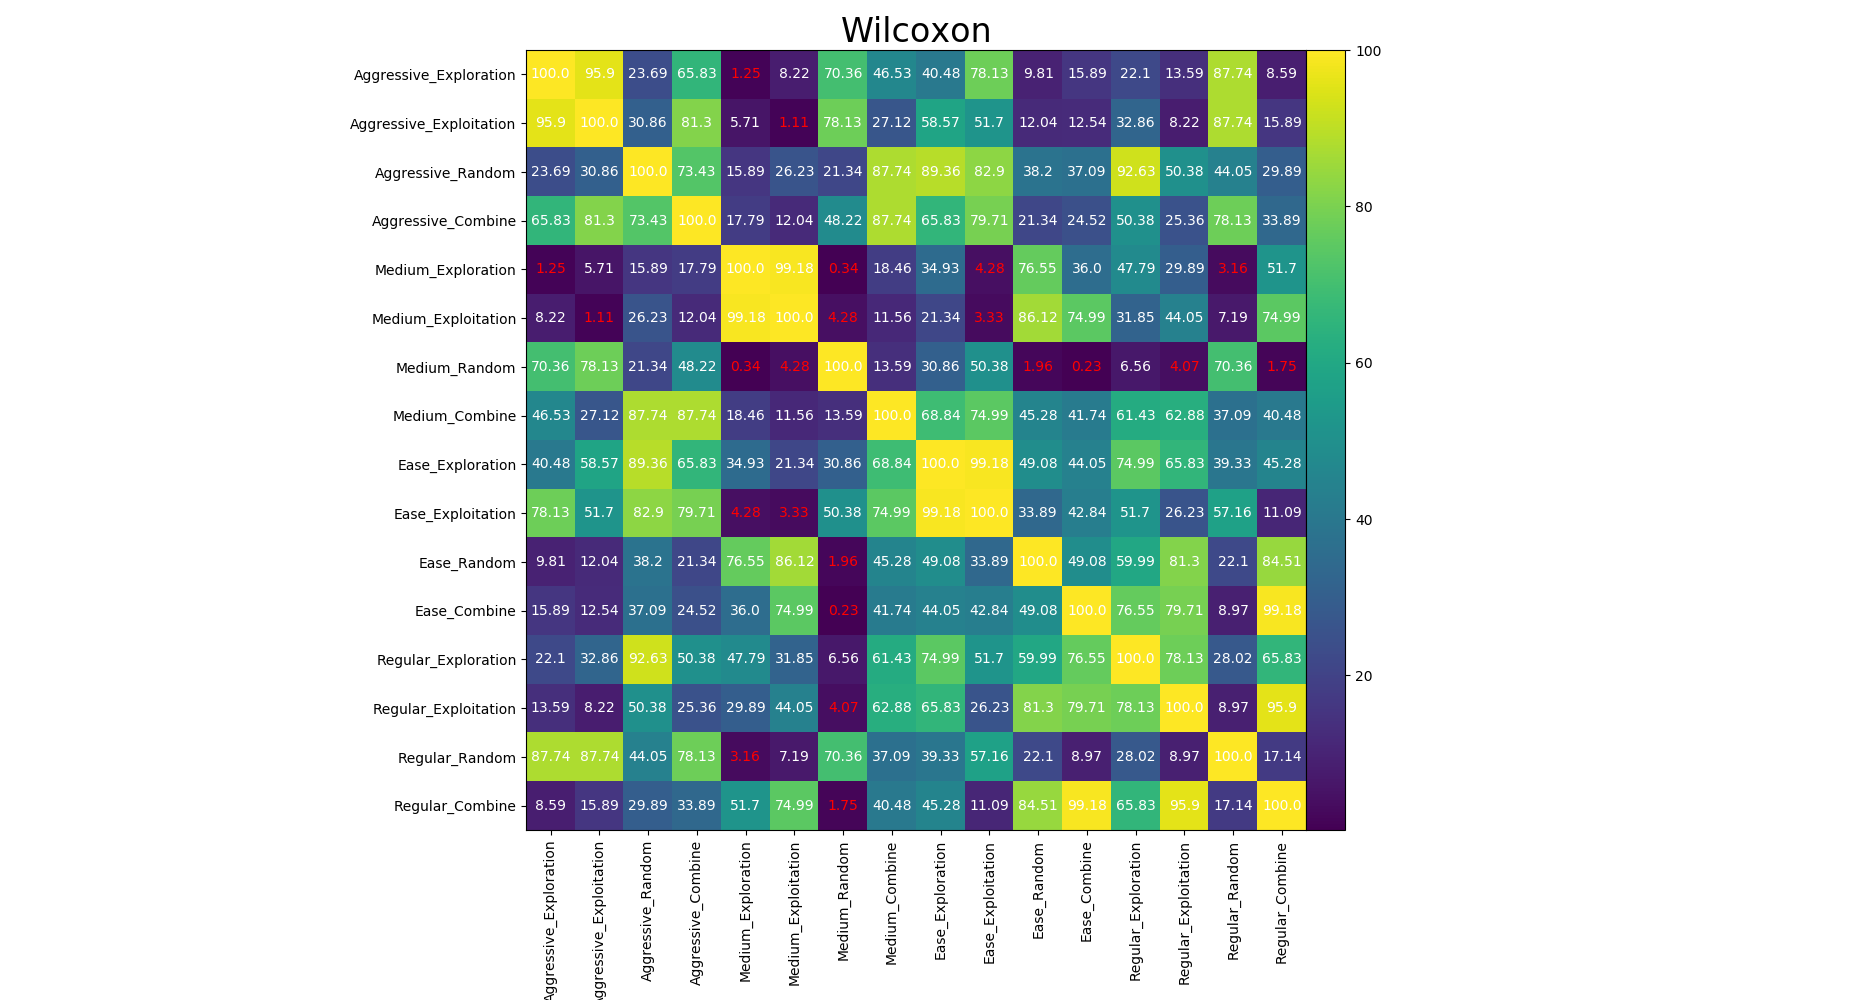 Wilcoxon
Aggressive_Exploration 100.0 95.9 23.69 65.83 1.25 8.22 70.36 46.53 40.48 78.13 9.81 15.89 22.1 13.59 87.74 8.59
Aggressive_Exploitation 95.9 100.0 30.86 81.3 5.71 1.11 78.13 27.12 58.57 51.7 12.04 12.54 32.86 8.22 87.74 15.89
Aggressive_Random 23.69 30.86 100.0 73.43 15.89 26.23 21.34 87.74 89.36 82.9 38.2 37.09 92.63 50.38 44.05 29.89
Aggressive_Combine 65.83 81.3 73.43 100.0 17.79 12.04 48.22 87.74 65.83 79.71 21.34 24.52 50.38 25.36 78.13 33.89
Medium_Exploration 1.25 5.71 15.89 17.79 100.0 99.18 0.34 18.46 34.93 4.28 76.55 36.0 47.79 29.89 3.16 51.7
Medium_Exploitation 8.22 1.11 26.23 12.04 99.18 100.0 4.28 11.56 21.34 3.33 86.12 74.99 31.85 44.05 7.19 74.99
Medium_Random 70.36 78.13 21.34 48.22 0.34 4.28 100.0 13.59 30.86 50.38 1.96 0.23 6.56 4.07 70.36 1.75
Medium_Combine 46.53 27.12 87.74 87.74 18.46 11.56 13.59 100.0 68.84 74.99 45.28 41.74 61.43 62.88 37.09 40.48
Ease_Exploration 40.48 58.57 89.36 65.83 34.93 21.34 30.86 68.84 100.0 99.18 49.08 44.05 74.99 65.83 39.33 45.28
Ease_Exploitation 78.13 51.7 82.9 79.71 4.28 3.33 50.38 74.99 99.18 100.0 33.89 42.84 51.7 26.23 57.16 11.09
Ease_Random 9.81 12.04 38.2 21.34 76.55 86.12 1.96 45.28 49.08 33.89 100.0 49.08 59.99 81.3 22.1 84.51
Ease_Combine 15.89 12.54 37.09 24.52 36.0 74.99 0.23 41.74 44.05 42.84 49.08 100.0 76.55 79.71 8.97 99.18
Regular_Exploration 22.1 32.86 92.63 50.38 47.79 31.85 6.56 61.43 74.99 51.7 59.99 76.55 100.0 78.13 28.02 65.83
Regular_Exploitation 13.59 8.22 50.38 25.36 29.89 44.05 4.07 62.88 65.83 26.23 81.3 79.71 78.13 100.0 8.97 95.9
Regular_Random 87.74 87.74 44.05 78.13 3.16 7.19 70.36 37.09 39.33 57.16 22.1 8.97 28.02 8.97 100.0 17.14
Regular_Combine 8.59 15.89 29.89 33.89 51.7 74.99 1.75 40.48 45.28 11.09 84.51 99.18 65.83 95.9 17.14 100.0
Aggressive_Exploration
Aggressive_Exploitation
Aggressive_Random
Aggressive_Combine
Medium_Exploration
Medium_Exploitation
Medium_Random
Medium_Combine
Ease_Exploration
Ease_Exploitation
Ease_Random
Ease_Combine
Regular_Exploration
Regular_Exploitation
Regular_Random
Regular_Combine
100
80
60
40
20